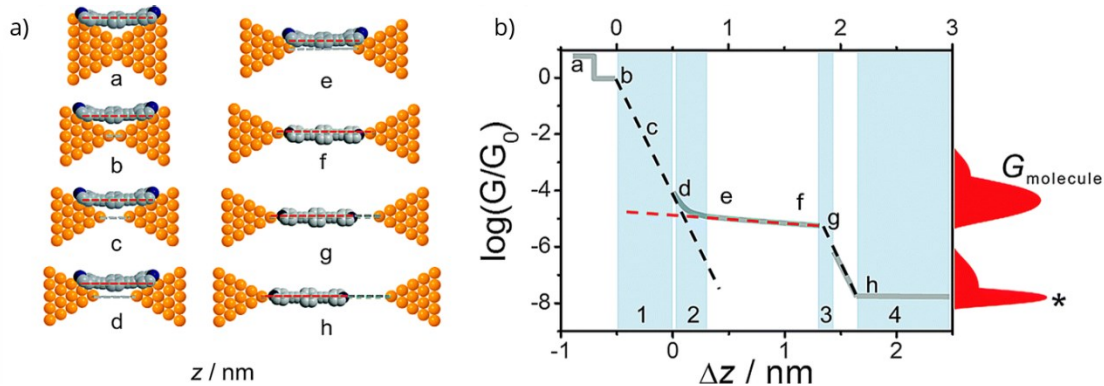 a)
a
b
c
d
e
f
g
h
z / nm
b)
0 1 2 3
a
b
c
d
e
f
g
h
0
-2
-4
-6
-8
log(G/G₀)
1 2 3 4
-1 0 1 2
Δz / nm
G molecule
*